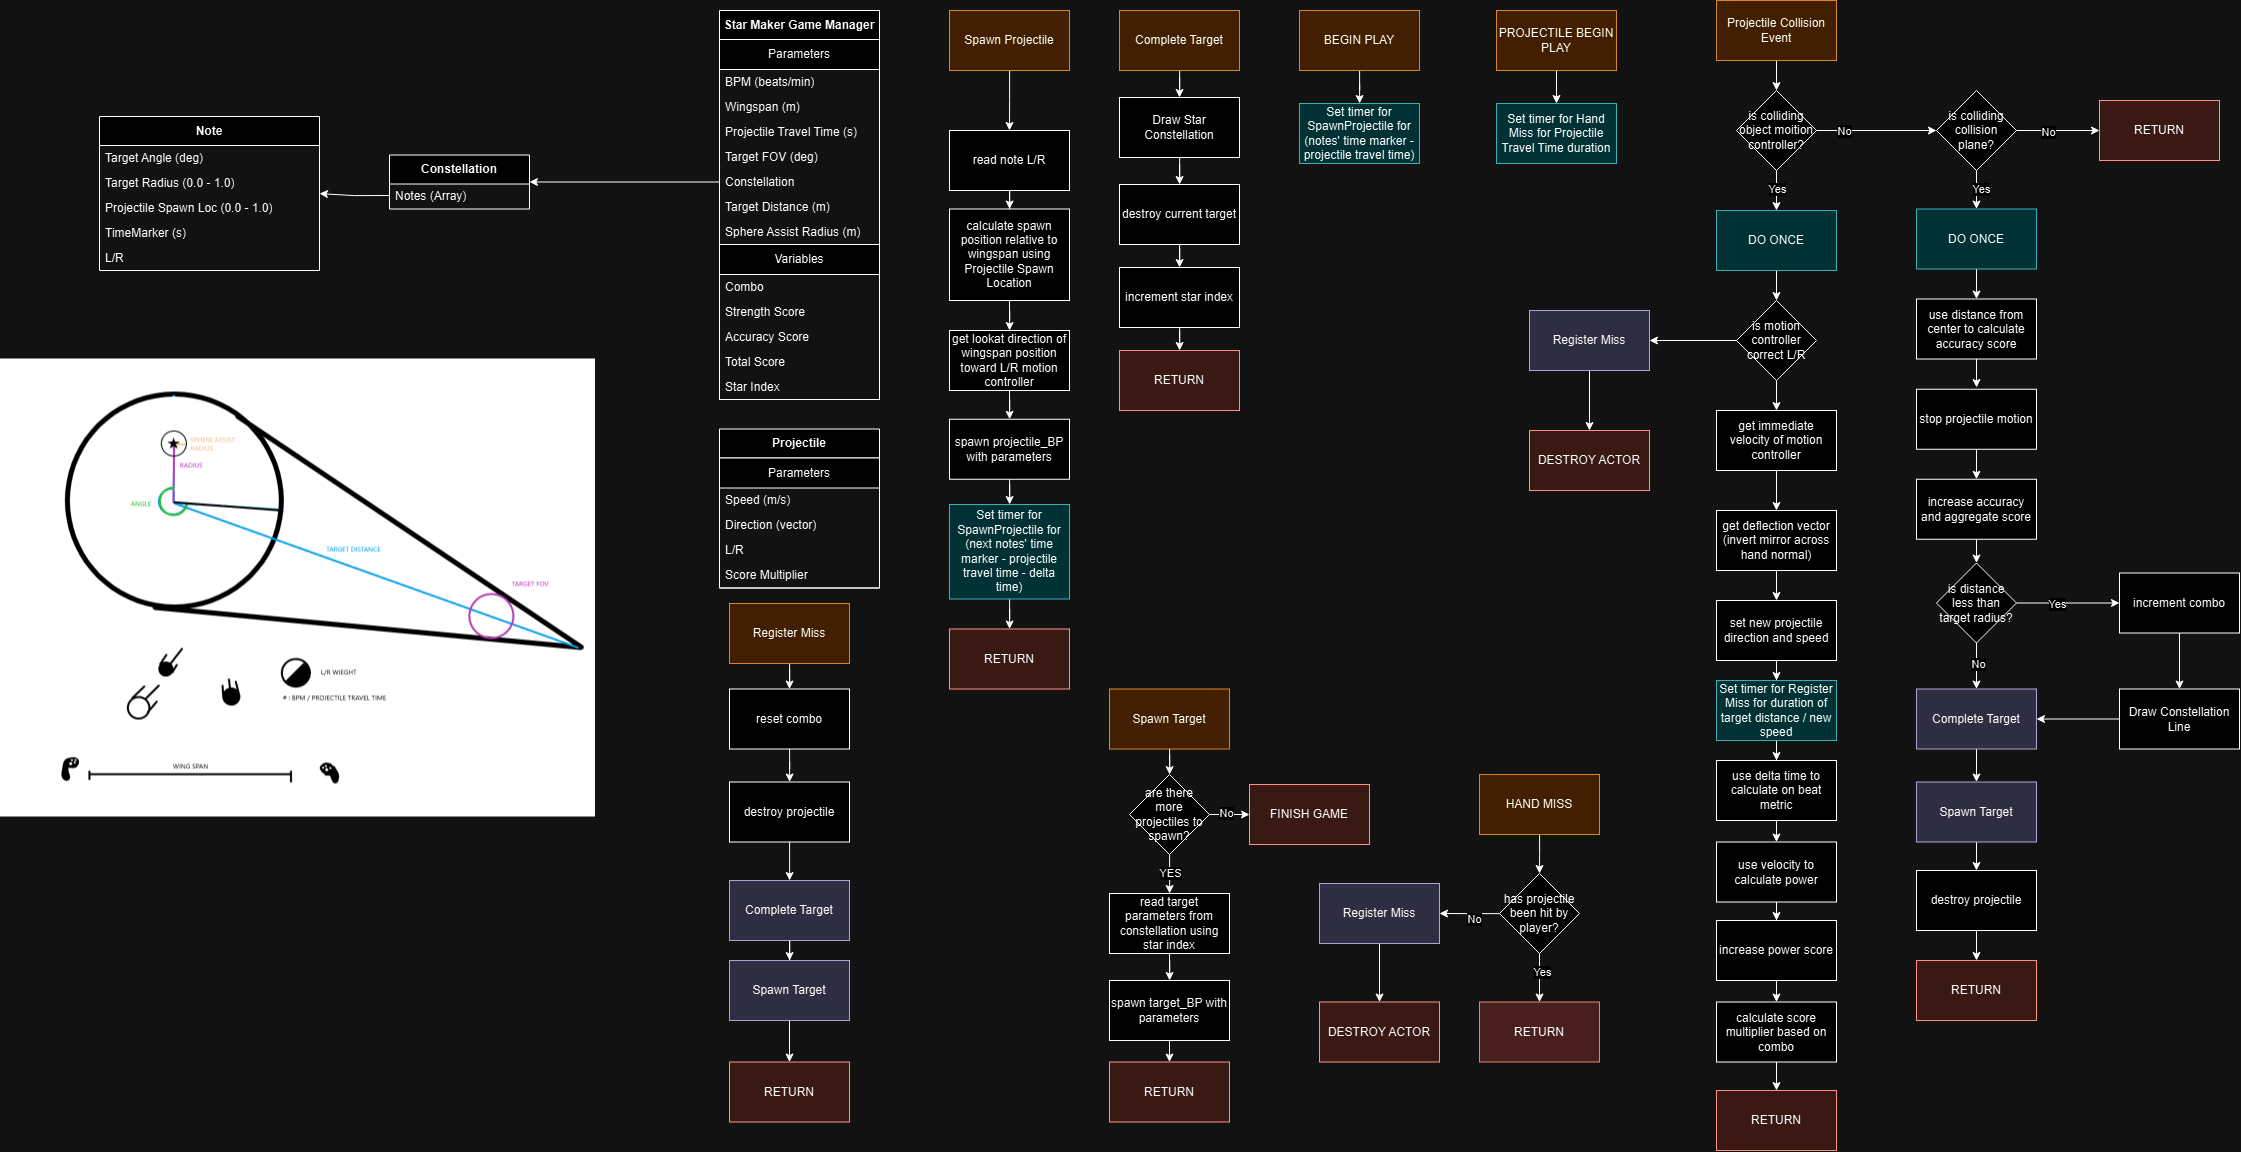 Note
Target Angle (deg)
Target Radius (0.0 - 1.0)
Projectile Spawn Loc (0.0 - 1.0)
TimeMarker (s)
L/R
Constellation
Notes (Array)
Star Maker Game Manager
Parameters
BPM (beats/min)
Wingspan (m)
Projectile Travel Time (s)
Target FOV (deg)
Constellation
Target Distance (m)
Sphere Assist Radius (m)
Variables
Combo
Strength Score
Accuracy Score
Total Score
Star Index
Projectile
Parameters
Speed (m/s)
Direction (vector)
L/R
Score Multiplier
SPHERE ASSIST
RADIUS
RADIUS
ANGLE
TARGET DISTANCE
TARGET FOV
L/R WIEGHT
# : BPM / PROJECTILE TRAVEL TIME
WING SPAN
Register Miss
reset combo
destroy projectile
Complete Target
Spawn Target
RETURN
Spawn Projectile
read note L/R
calculate spawn
position relative to
wingspan using
Projectile Spawn
Location
get lookat direction of
wingspan position
toward L/R motion
controller
spawn projectile_BP
with parameters
Set timer for
SpawnProjectile for
(next notes' time
marker - projectile
travel time - delta
time)
RETURN
Complete Target
Draw Star
Constellation
destroy current target
increment star index
RETURN
Spawn Target
are there
more
projectiles to
spawn?
No
FINISH GAME
YES
read target
parameters from
constellation using
star index
spawn target_BP with
parameters
RETURN
BEGIN PLAY
Set timer for
SpawnProjectile for
(notes' time marker -
projectile travel time)
PROJECTILE BEGIN
PLAY
Set timer for Hand
Miss for Projectile
Travel Time duration
HAND MISS
has projectile
been hit by
player?
No
Register Miss
DESTROY ACTOR
Yes
RETURN
Projectile Collision
Event
is colliding
object moition
controller?
No
Yes
DO ONCE
is motion
controller
correct L/R
Register Miss
DESTROY ACTOR
get immediate
velocity of motion
controller
get deflection vector
(invert mirror across
hand normal)
set new projectile
direction and speed
Set timer for Register
Miss for duration of
target distance / new
speed
use delta time to
calculate on beat
metric
use velocity to
calculate power
increase power score
calculate score
multiplier based on
combo
RETURN
is colliding
collision
plane?
No
RETURN
Yes
DO ONCE
use distance from
center to calculate
accuracy score
stop projectile motion
increase accuracy
and aggregate score
is distance
less than
target radius?
Yes
increment combo
Draw Constellation
Line
No
Complete Target
Spawn Target
destroy projectile
RETURN